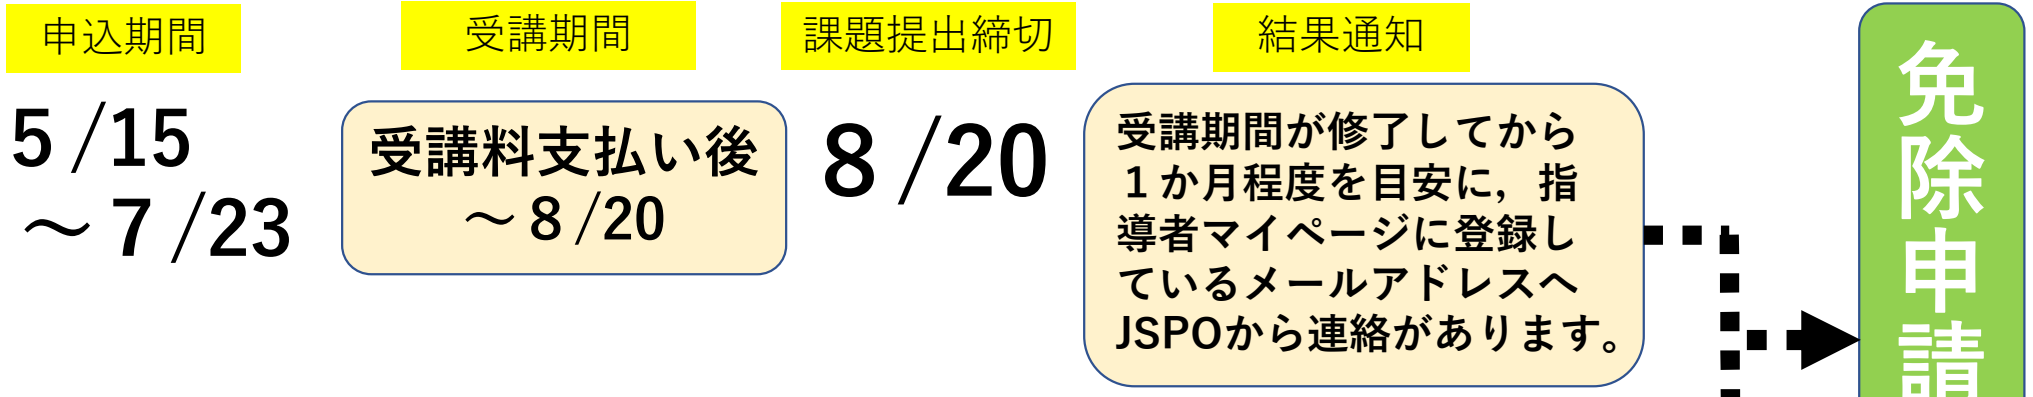 申込期間
5/15
～7/23
受講期間
受講料支払い後
～8/20
課題提出締切
8/20
結果通知
受講期間が修了してから
１か月程度を目安に，指
導者マイページに登録し
ているメールアドレスへ
JSPOから連絡があります。
免除申請